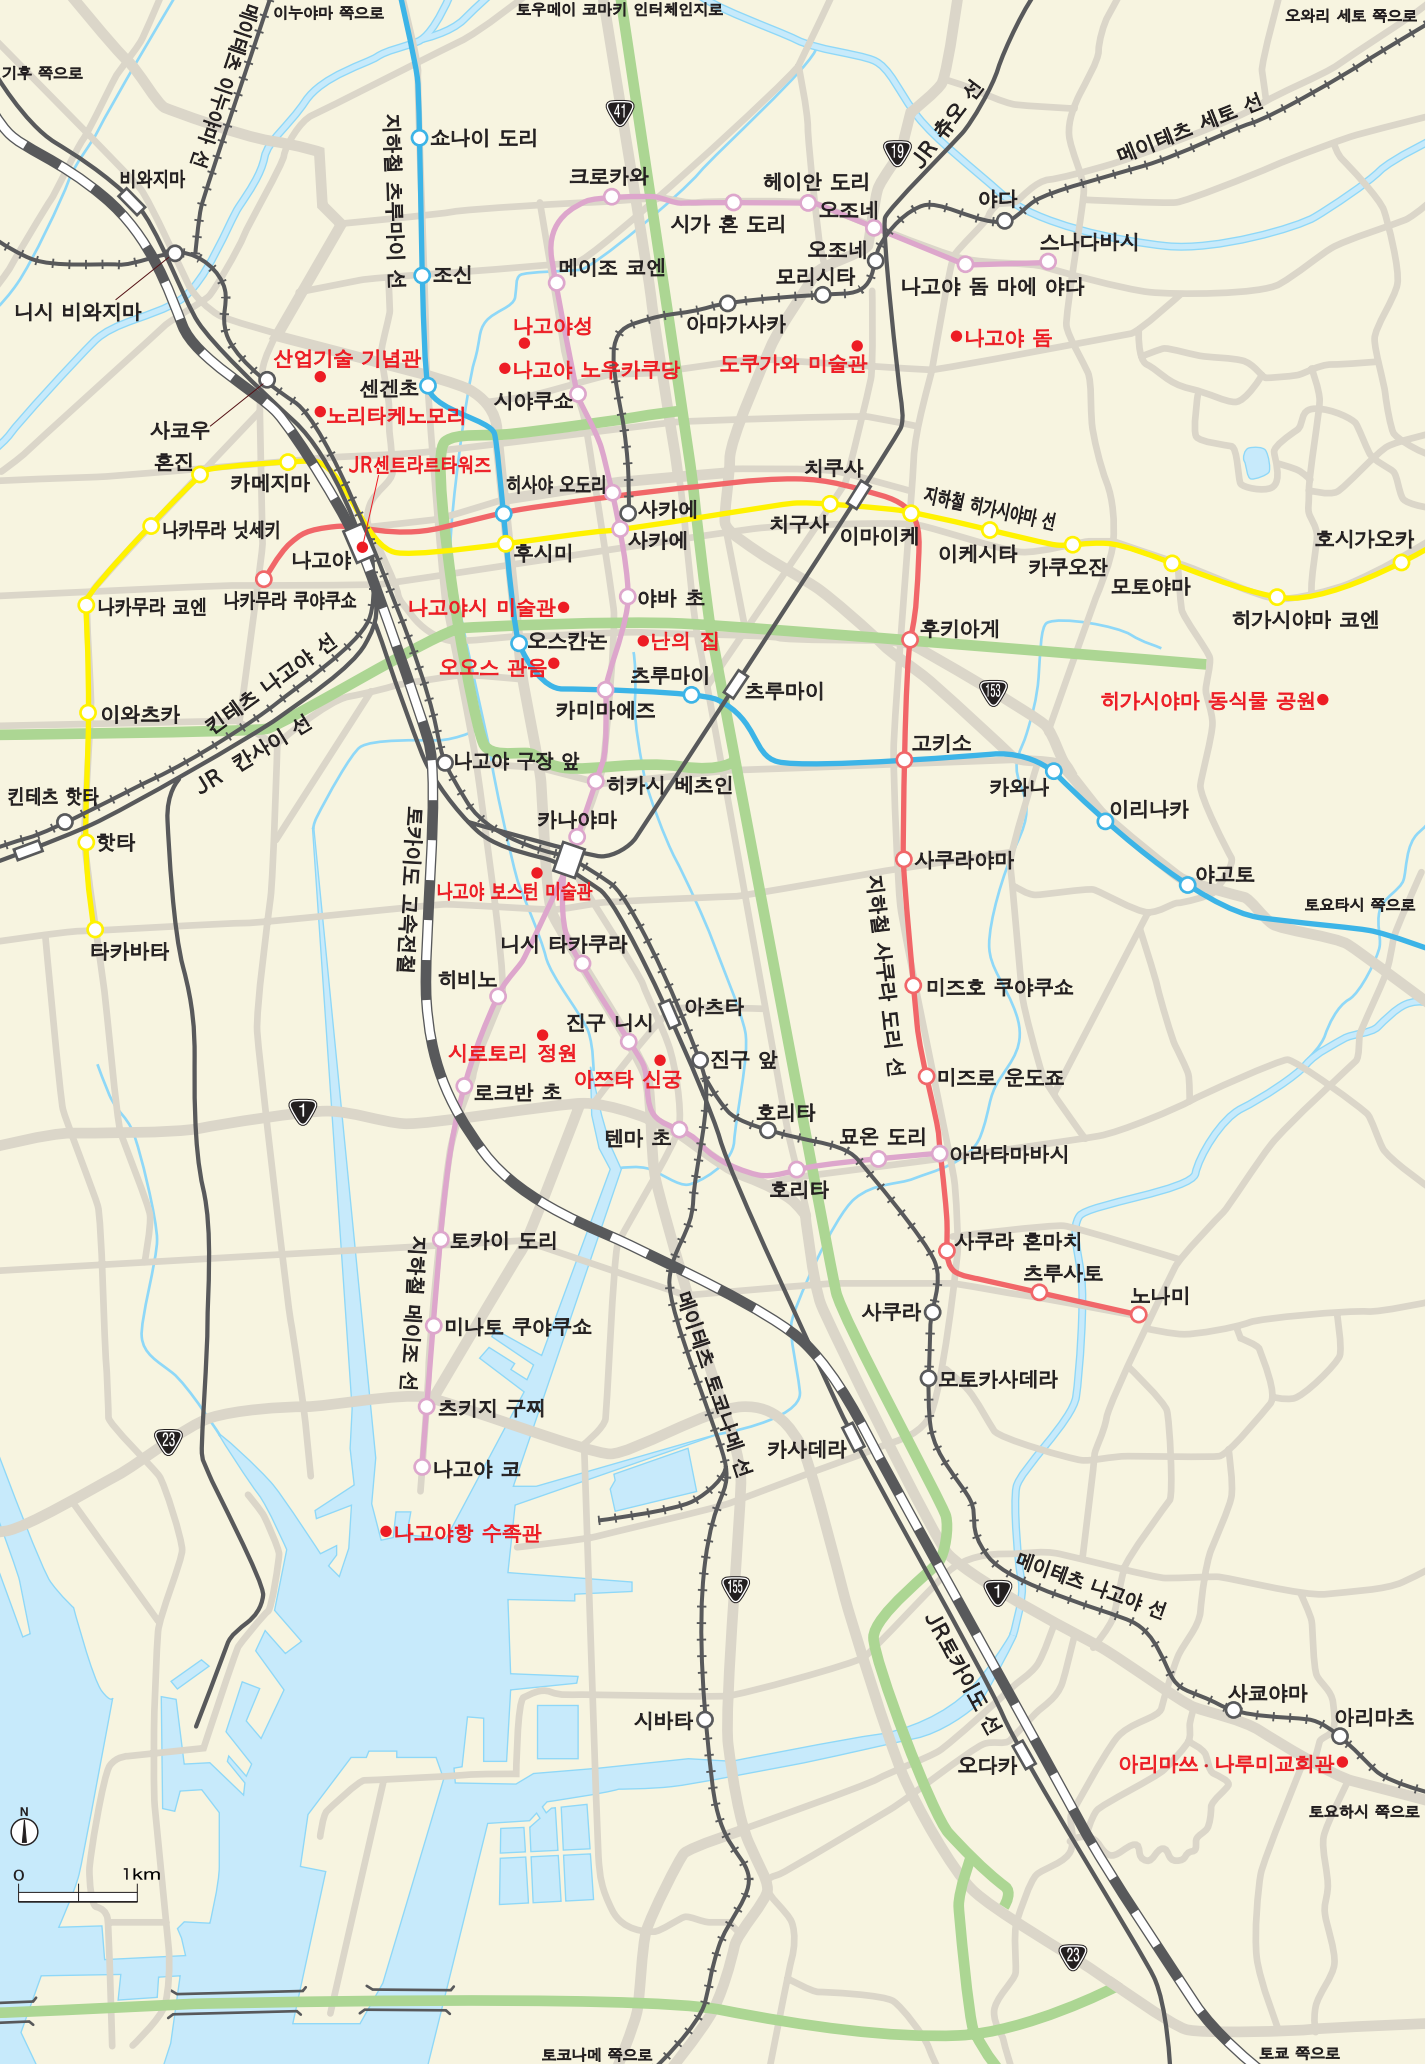 이누야마 쪽으로
토우메이 코마키 인터체인지로
오와리 세토 쪽으로
기후 쪽으로
메이테츠 이누야마 선
41
19
JR 츄오 선
메이테츠 세토 선
쇼나이 도리
지하철 츠루마이 선
비와지마
크로카와
헤이안 도리
시가 혼 도리
오조네
야다
오조네
스나다바시
메이조 코엔
조신
모리시타
나고야 돔 마에 야다
니시 비와지마
아마가사카
나고야성
나고야 돔
산업기술 기념관
나고야 노우카쿠당
도쿠가와 미술관
센겐초
시야쿠쇼
노리타케노모리
사코우
혼진
JR센트라르타워즈
치쿠사
카메지마
히사야 오도리
사카에
지하철 히가시야마 선
나카무라 닛세키
치구사
이마이케
사카에
나고야
후시미
이케시타
호시가오카
카쿠오잔
모토야마
나카무라 쿠야쿠쇼
나카무라 코엔
나고야시 미술관
야바 초
히가시야마 코엔
오스칸논
난의 집
후키아게
오오스 관음
킨테츠 나고야 선
츠루마이
츠루마이
153
히가시야마 동식물 공원
이와츠카
카미마에즈
JR 칸사이 선
고키소
나고야 구장 앞
히카시 베츠인
카와나
킨테츠 핫타
이리나카
카나야마
핫타
토카이도 고속전철
사쿠라야마
야고토
나고야 보스턴 미술관
토요타시 쪽으로
타카바타
니시 타카쿠라
지하철 사쿠라 도리 선
히비노
미즈호 쿠야쿠쇼
아츠타
진구 니시
시로토리 정원
진구 앞
아쯔타 신궁
미즈로 운도죠
로크반 초
1
호리타
텐마 초
묘온 도리
아라타마바시
호리타
토카이 도리
사쿠라 혼마치
지하철 메이조 선
츠루사토
노나미
미나토 쿠야쿠쇼
사쿠라
메이테츠 토코나메 선
모토카사데라
츠키지 구찌
23
카사데라
나고야 코
나고야항 수족관
메이테츠 나고야 선
155
1
JR토카이도 선
사쿄야마
시바타
아리마츠
오다카
아리마쓰·나루미교회관
토요하시 쪽으로
N
0
1km
23
토코나메 쪽으로
토쿄 쪽으로